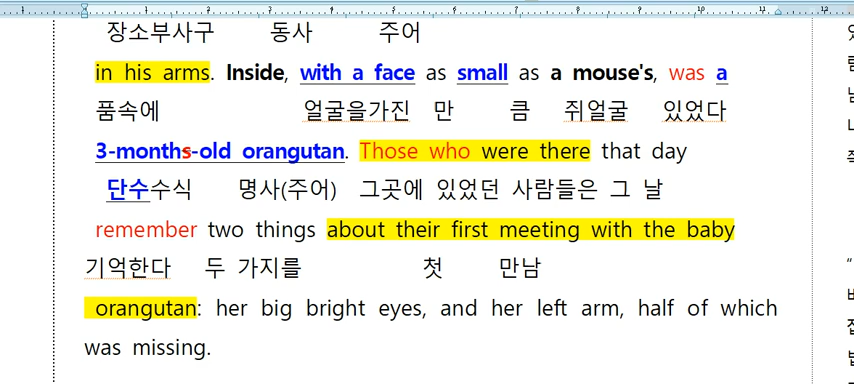 장소부사구 동사 주어
in his arms. Inside, with a face as small as a mouse's, was a
품속에 얼굴을가진 만 큼 쥐얼굴 있었다
3-months-old orangutan. Those who were there that day
단수수식 명사(주어) 그곳에 있었던 사람들은 그 날
remember two things about their first meeting with the baby
기억한다 두 가지를 첫 만남
orangutan: her big bright eyes, and her left arm, half of which
was missing.